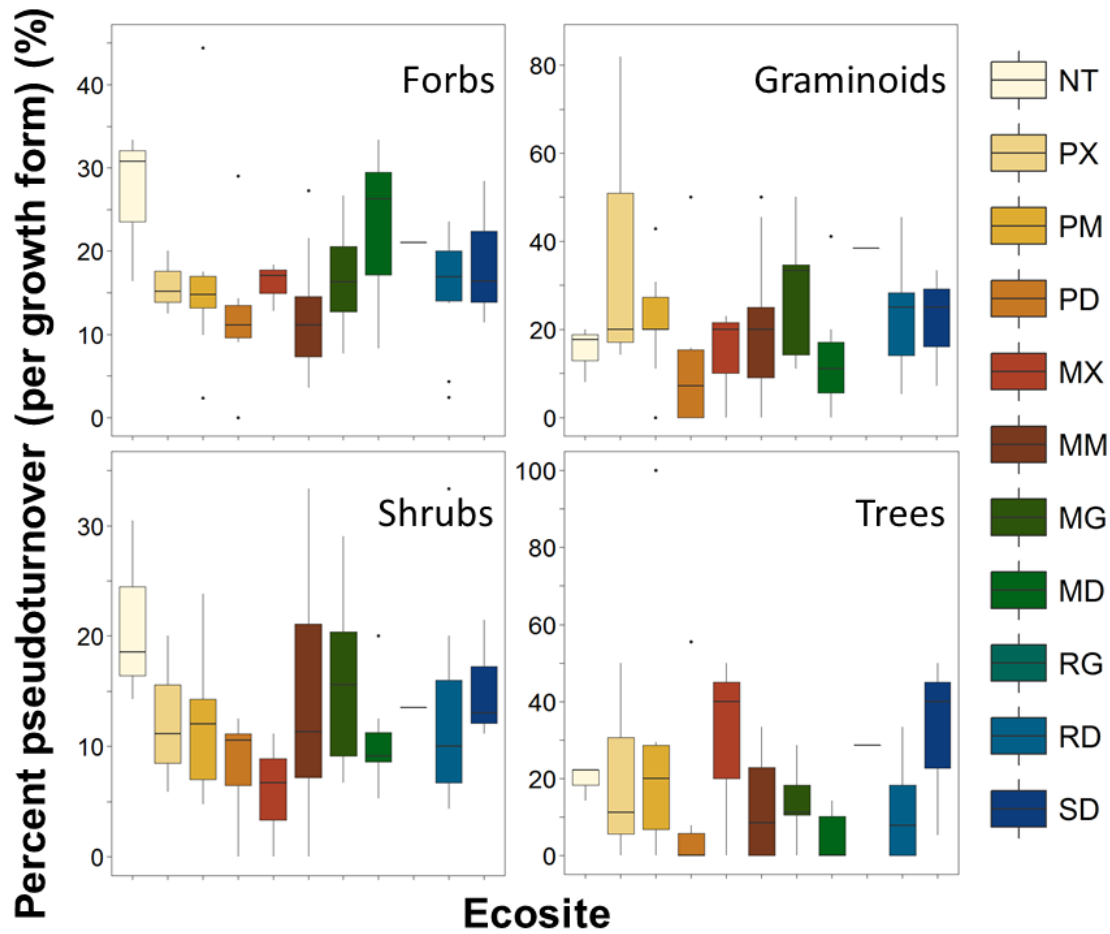 Percent pseudoturnover (per growth form) (%)
Forbs
40
30
20
10
0
Graminoids
80
60
40
20
0
Shrubs
30
20
10
0
Trees
100
80
60
40
20
0
Ecosite
NT
PX
PM
PD
MX
MM
MG
MD
RG
RD
SD